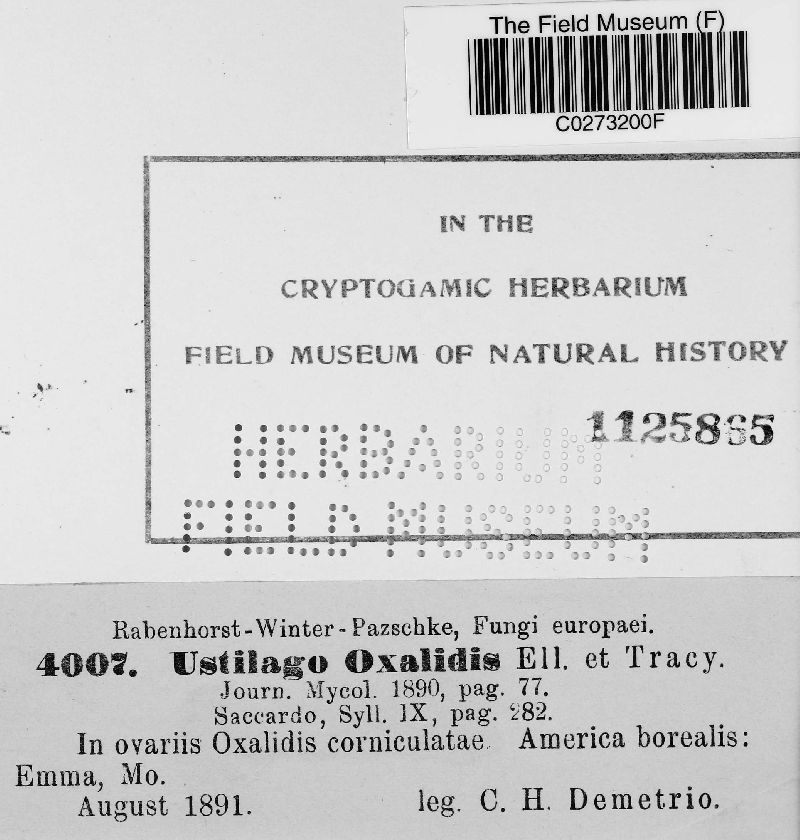 The Field Museum (F)
C0273200F
IN THE
CRYPTOGAMIC HERBARIUM
FIELD MUSEUM OF NATURAL HISTORY
HERBARIUM
FIELD MUSEUM
Rabenhorst-Winter-Pazschke, Fungi europaei.
4007. Ustilago Oxalidis Ell. et Tracy.
Journ. Mycol. 1890, pag. 77.
Saccardo, Syll. IX, pag. 282.
In ovariis Oxalidis corniculatae. America borealis:
Emma, Mo.
August 1891. leg. C. H. Demetrio.